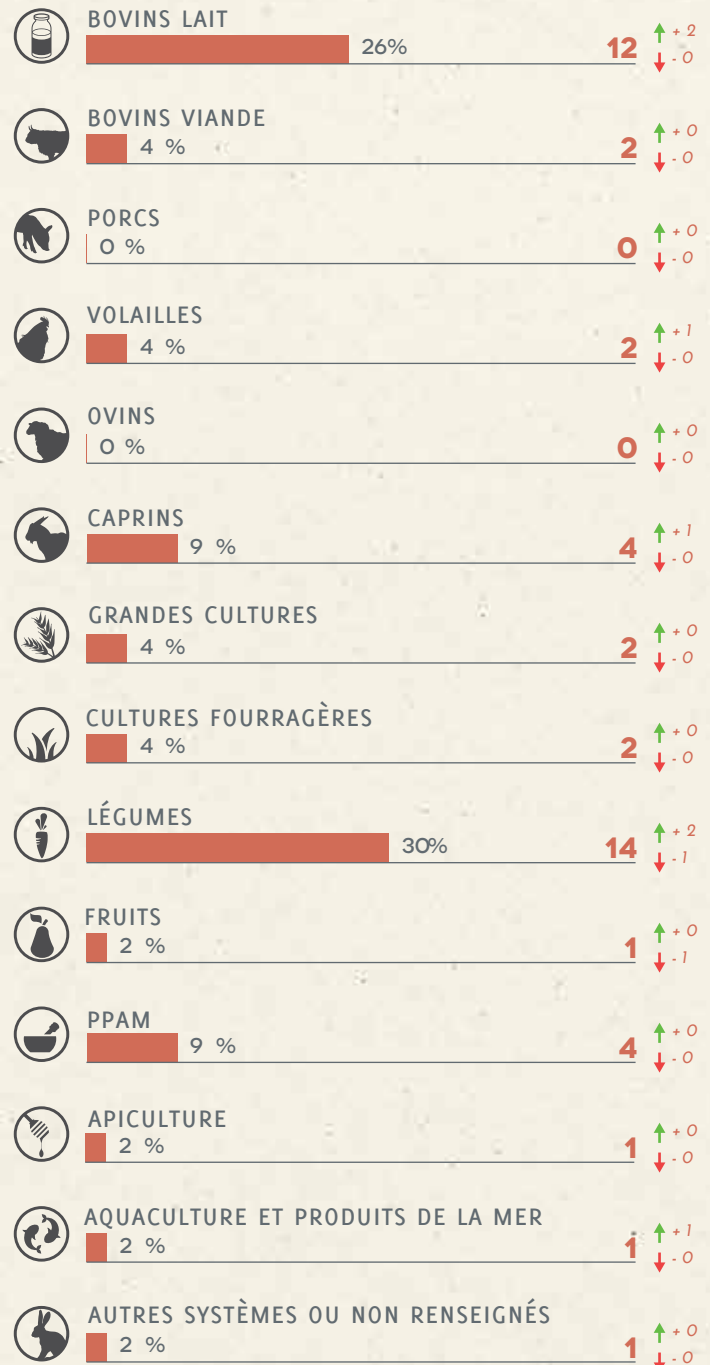 BOVINS LAIT
26% 12 + 2
- 0
BOVINS VIANDE
4 % 2 + 0
- 0
PORCS
0 % 0 + 0
- 0
VOLAILLES
4 % 2 + 1
- 0
OVINS
0 % 0 + 0
- 0
CAPRINS
9 % 4 + 1
- 0
GRANDES CULTURES
4 % 2 + 0
- 0
CULTURES FOURRAGÈRES
4 % 2 + 0
- 0
LÉGUMES
30% 14 + 2
- 1
FRUITS
2 % 1 + 0
- 1
PPAM
9 % 4 + 0
- 0
APICULTURE
2 % 1 + 0
- 0
AQUACULTURE ET PRODUITS DE LA MER
2 % 1 + 1
- 0
AUTRES SYSTÈMES OU NON RENSEIGNÉS
2 % 1 + 0
- 0